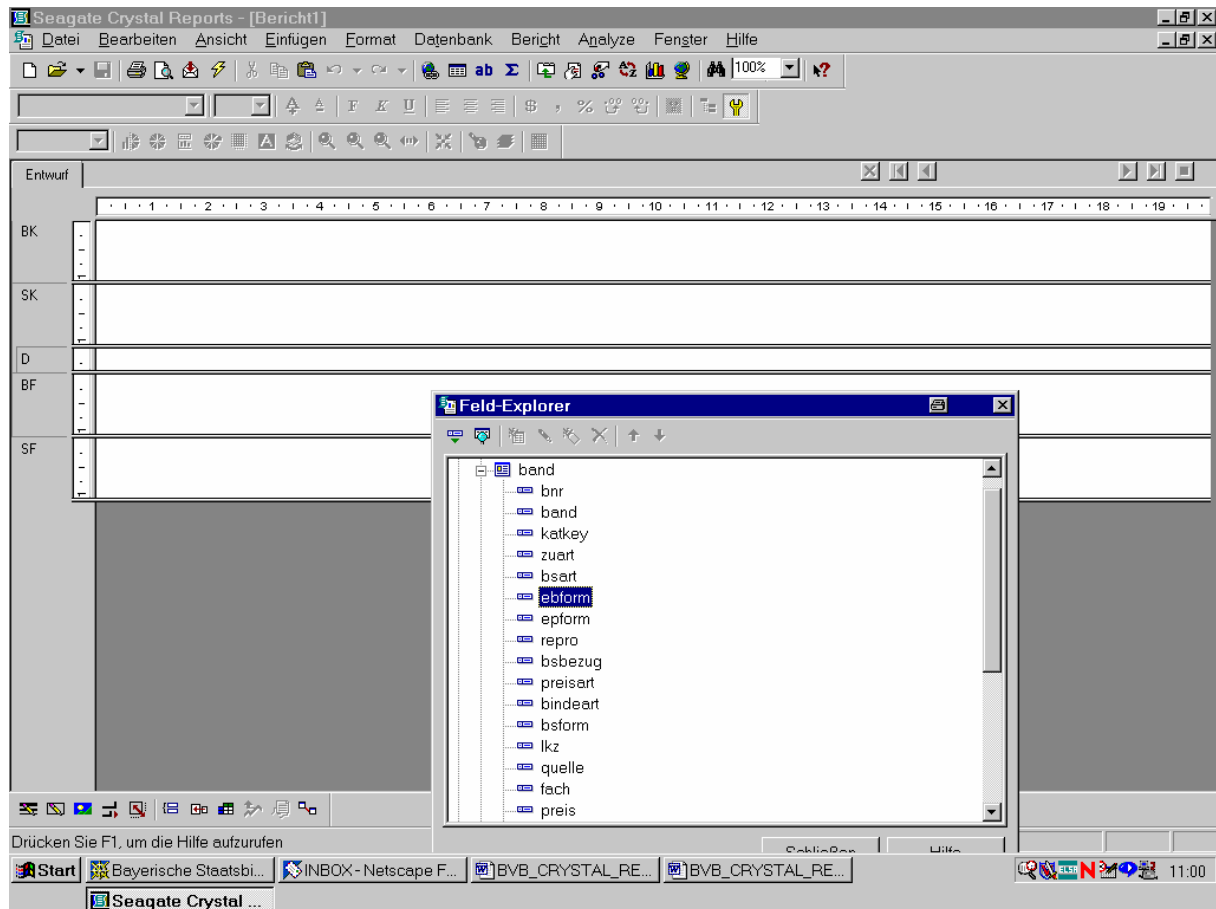 Seagate Crystal Reports - [Bericht1]
Datei Bearbeiten Ansicht Einfügen Format Datenbank Bericht Analyze Fenster Hilfe
ab Σ 100%
F K U $ , %
A
Entwurf
1 2 3 4 5 6 7 8 9 10 11 12 13 14 15 16 17 18 19
BK
SK
D
BF
SF
Feld-Explorer
band
bnr
band
katkey
zuart
bsart
ebform
epform
repro
bsbezug
preisart
bindeart
bsform
lkz
quelle
fach
preis
Schließen Hilfe
Drücken Sie F1, um die Hilfe aufzurufen
Start Bayerische Staatsbi... INBOX - Netscape F... BVB_CRYSTAL_RE... BVB_CRYSTAL_RE... 11:00
Seagate Crystal ...